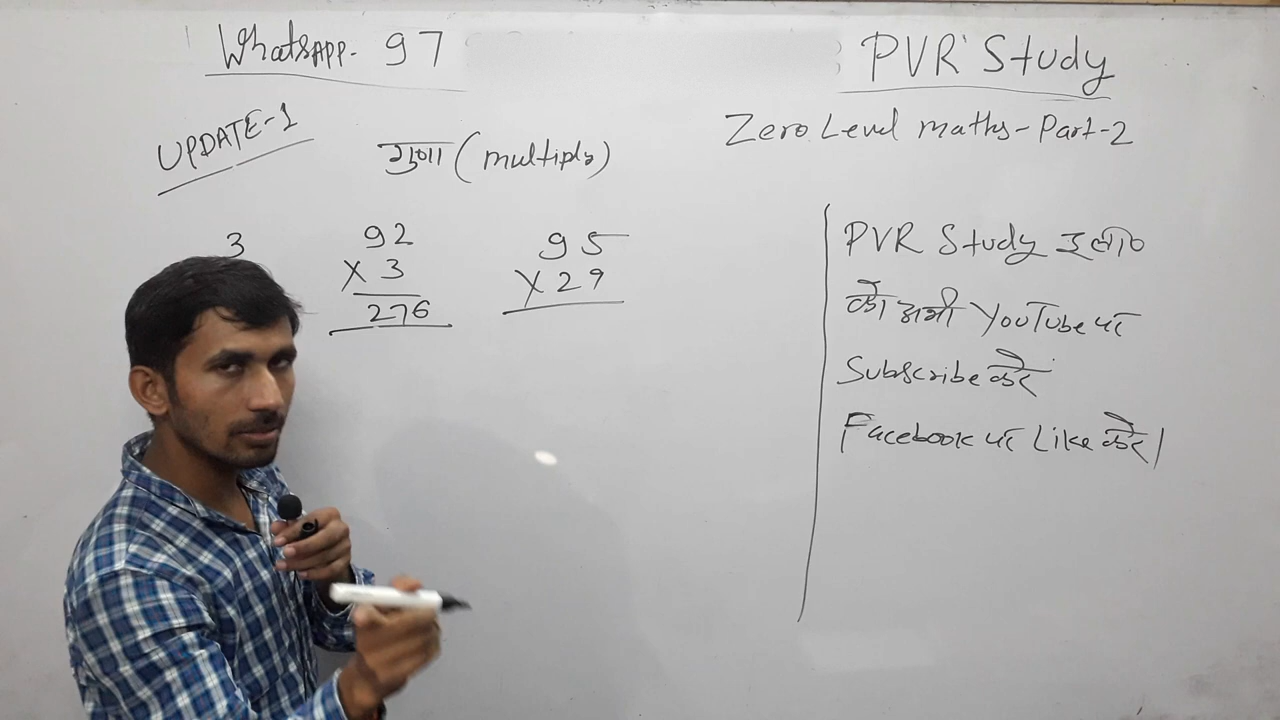 WhatsAPP- 97
PVR Study
UPDATE-1
Zero Level maths-Part-2
गुणा (multiply)
3
92
X 3
276
95
X 29
PVR Study
को अभी YouTube पर
Subscribe करें
Facebook पर Like करें।